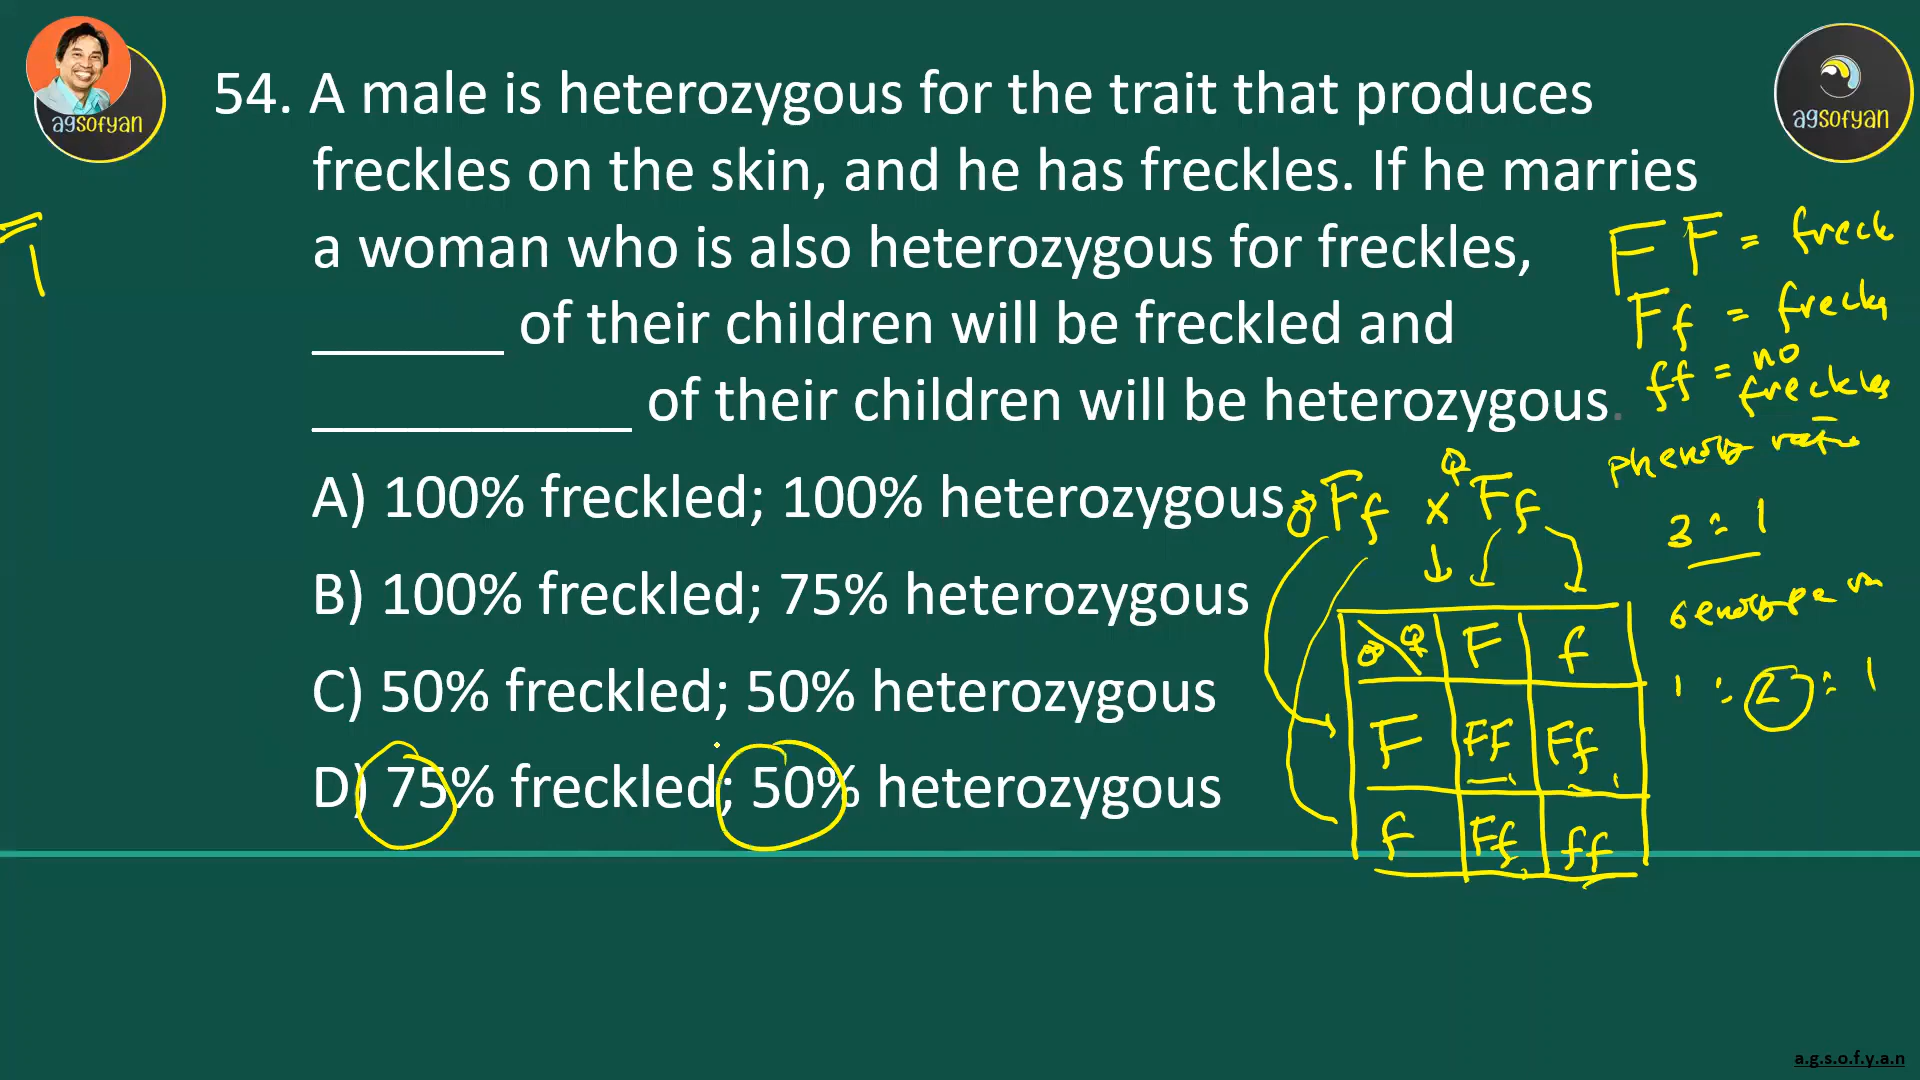 agsofyan
agsofyan
54. A male is heterozygous for the trait that produces
freckles on the skin, and he has freckles. If he marries
a woman who is also heterozygous for freckles,
______ of their children will be freckled and
__________ of their children will be heterozygous.
A) 100% freckled; 100% heterozygous
B) 100% freckled; 75% heterozygous
C) 50% freckled; 50% heterozygous
D) 75% freckled; 50% heterozygous
FF = freck
Ff = freck
ff = no
freckles
3 : 1
1 : 2 : 1
♂ Ff x ♀ Ff
♂ ♀ F f
F FF Ff
f Ff ff
a.g.s.o.f.y.a.n